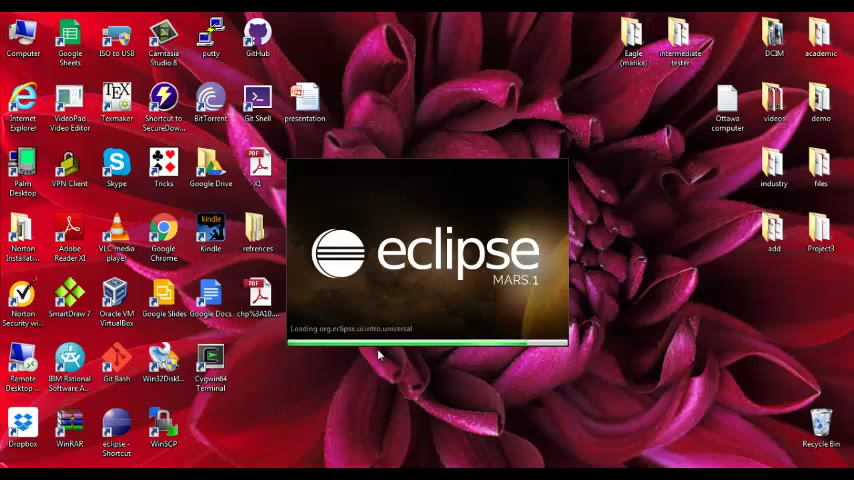 Computer
Google
Sheets
ISO to USB
Camtasia
Studio 8
putty
GitHub
Eagle
(marika)
intermediate
tester
DCIM
academic
Internet
Explorer
VideoPad
Video Editor
TEX
Texmaker
Shortcut to
SecureDow...
BitTorrent
Git Shell
presentation
Ottawa
computer
videos
demo
Palm
Desktop
VPN Client
Skype
Tricks
Google Drive
PDF
X1
industry
files
Norton
Installat...
Adobe
Reader XI
VLC media
player
Google
Chrome
kindle
Kindle
refrences
add
Project3
eclipse
MARS.1
Loading org.eclipse.ui.intro.universal
Norton
Security wi...
SmartDraw 7
Oracle VM
VirtualBox
Google Slides
Google Docs
PDF
chp%3A10....
Remote
Desktop ...
IBM Rational
Software A...
Git Bash
Win32DiskI...
Cygwin64
Terminal
Dropbox
WinRAR
eclipse -
Shortcut
WinSCP
Recycle Bin